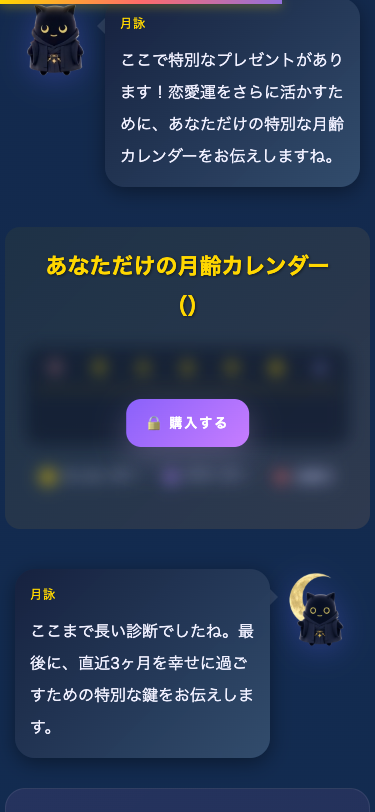 月詠
ここで特別なプレゼントがあり
ます！恋愛運をさらに活かすた
めに、あなただけの特別な月齢
カレンダーをお伝えしますね。
あなただけの月齢カレンダー
()
🔒 購入する
月詠
ここまで長い診断でしたね。最
後に、直近3ヶ月を幸せに過ご
すための特別な鍵をお伝えしま
す。